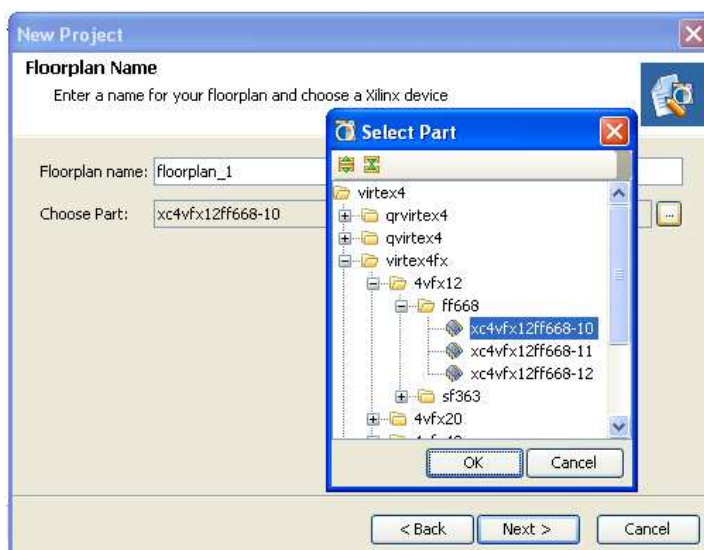 New Project
Floorplan Name
Enter a name for your floorplan and choose a Xilinx device
Floorplan name: floorplan_1
Choose Part: xc4vfx12ff668-10 ...
Select Part
virtex4
qrvirtex4
qvirtex4
virtex4fx
4vfx12
ff668
xc4vfx12ff668-10
xc4vfx12ff668-11
xc4vfx12ff668-12
sf363
4vfx20
OK Cancel
< Back Next > Cancel